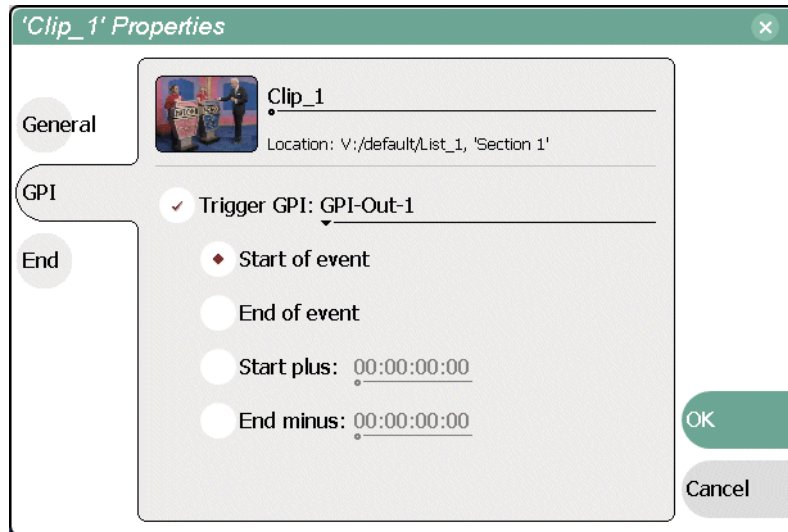 'Clip_1' Properties
General
GPI
End
Clip_1
Location: V:/default/List_1, 'Section 1'
Trigger GPI: GPI-Out-1
Start of event
End of event
Start plus: 00:00:00:00
End minus: 00:00:00:00
OK
Cancel